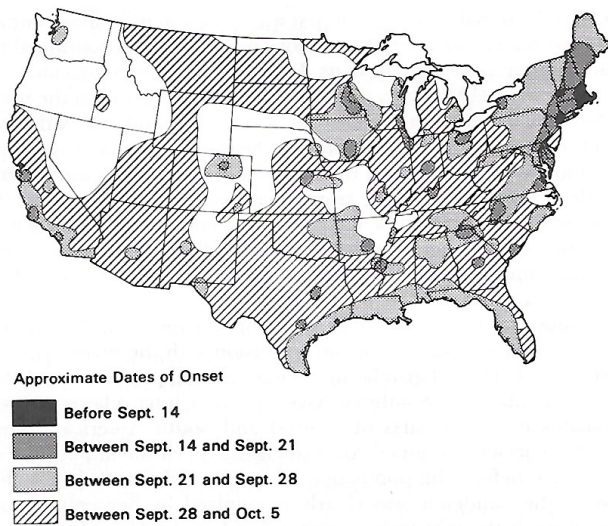 Approximate Dates of Onset
Before Sept. 14
Between Sept. 14 and Sept. 21
Between Sept. 21 and Sept. 28
Between Sept. 28 and Oct. 5